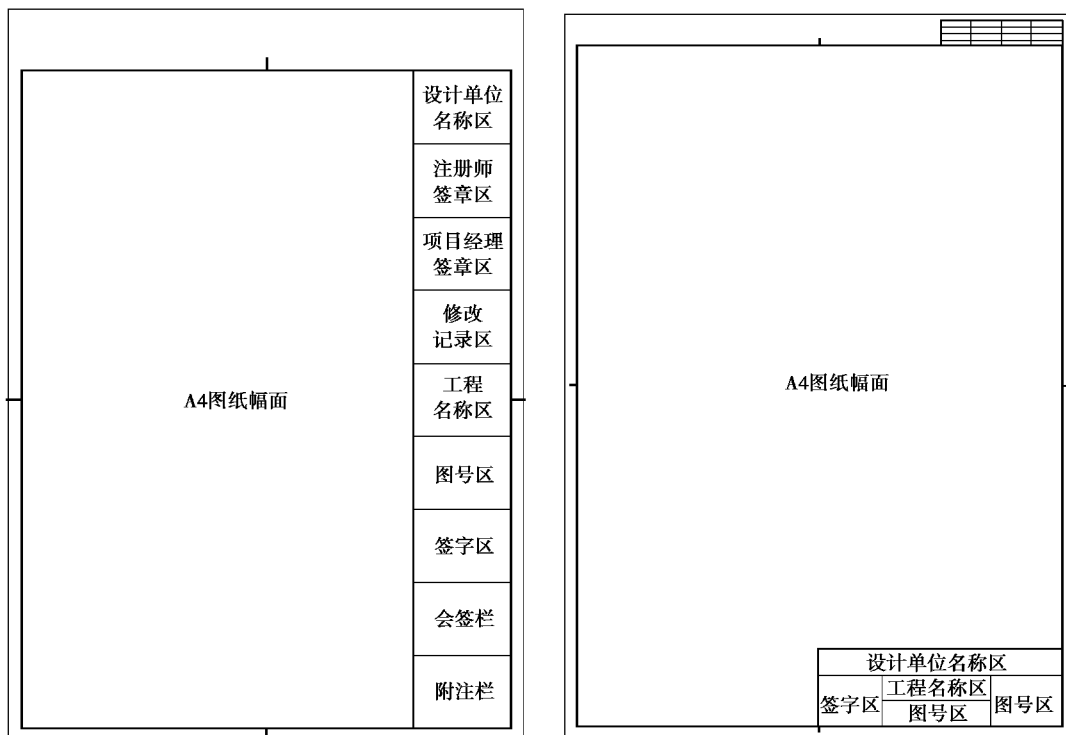 设计单位
名称区
注册师
签章区
项目经理
签章区
修改
记录区
工程
名称区
A4图纸幅面
图号区
签字区
会签栏
附注栏
A4图纸幅面
设计单位名称区
签字区
工程名称区
图号区
图号区